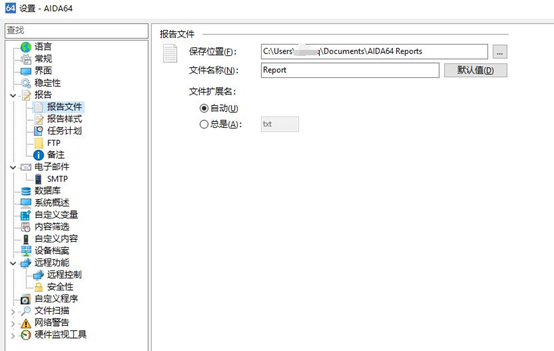 64 设置 - AIDA64
查找
语言
常规
界面
稳定性
报告
报告文件
报告样式
任务计划
FTP
备注
电子邮件
SMTP
数据库
系统概述
自定义变量
内容筛选
自定义内容
设备档案
远程功能
远程控制
安全性
自定义程序
文件扫描
网络警告
硬件监视工具
报告文件
保存位置(F):
C:\Users\ q\Documents\AIDA64 Reports
...
文件名称(N):
Report
默认值(D)
文件扩展名:
自动(U)
总是(A):
txt